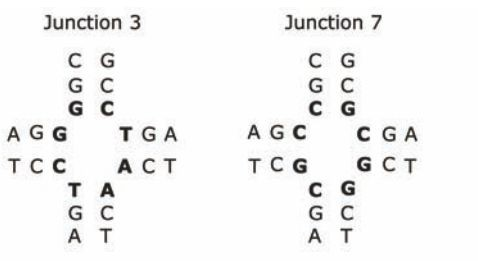 Junction 3 Junction 7
C G C G
G C G C
G C C G
A G G T G A A G C C G A
T C C A C T T C G G C T
T A C G
G C G C
A T A T